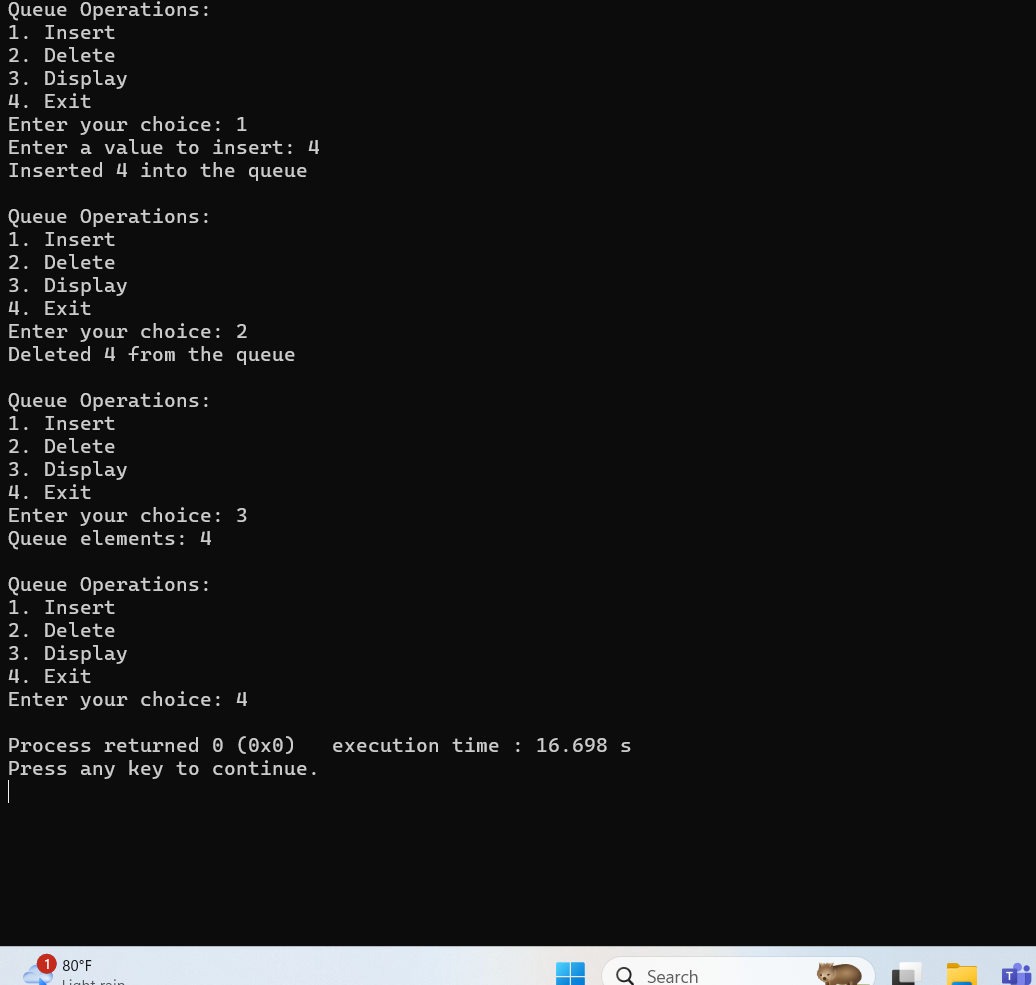 Queue Operations:
1. Insert
2. Delete
3. Display
4. Exit
Enter your choice: 1
Enter a value to insert: 4
Inserted 4 into the queue
Queue Operations:
1. Insert
2. Delete
3. Display
4. Exit
Enter your choice: 2
Deleted 4 from the queue
Queue Operations:
1. Insert
2. Delete
3. Display
4. Exit
Enter your choice: 3
Queue elements: 4
Queue Operations:
1. Insert
2. Delete
3. Display
4. Exit
Enter your choice: 4
Process returned 0 (0x0)   execution time : 16.698 s
Press any key to continue.
1
80°F
Light rain
Search
T